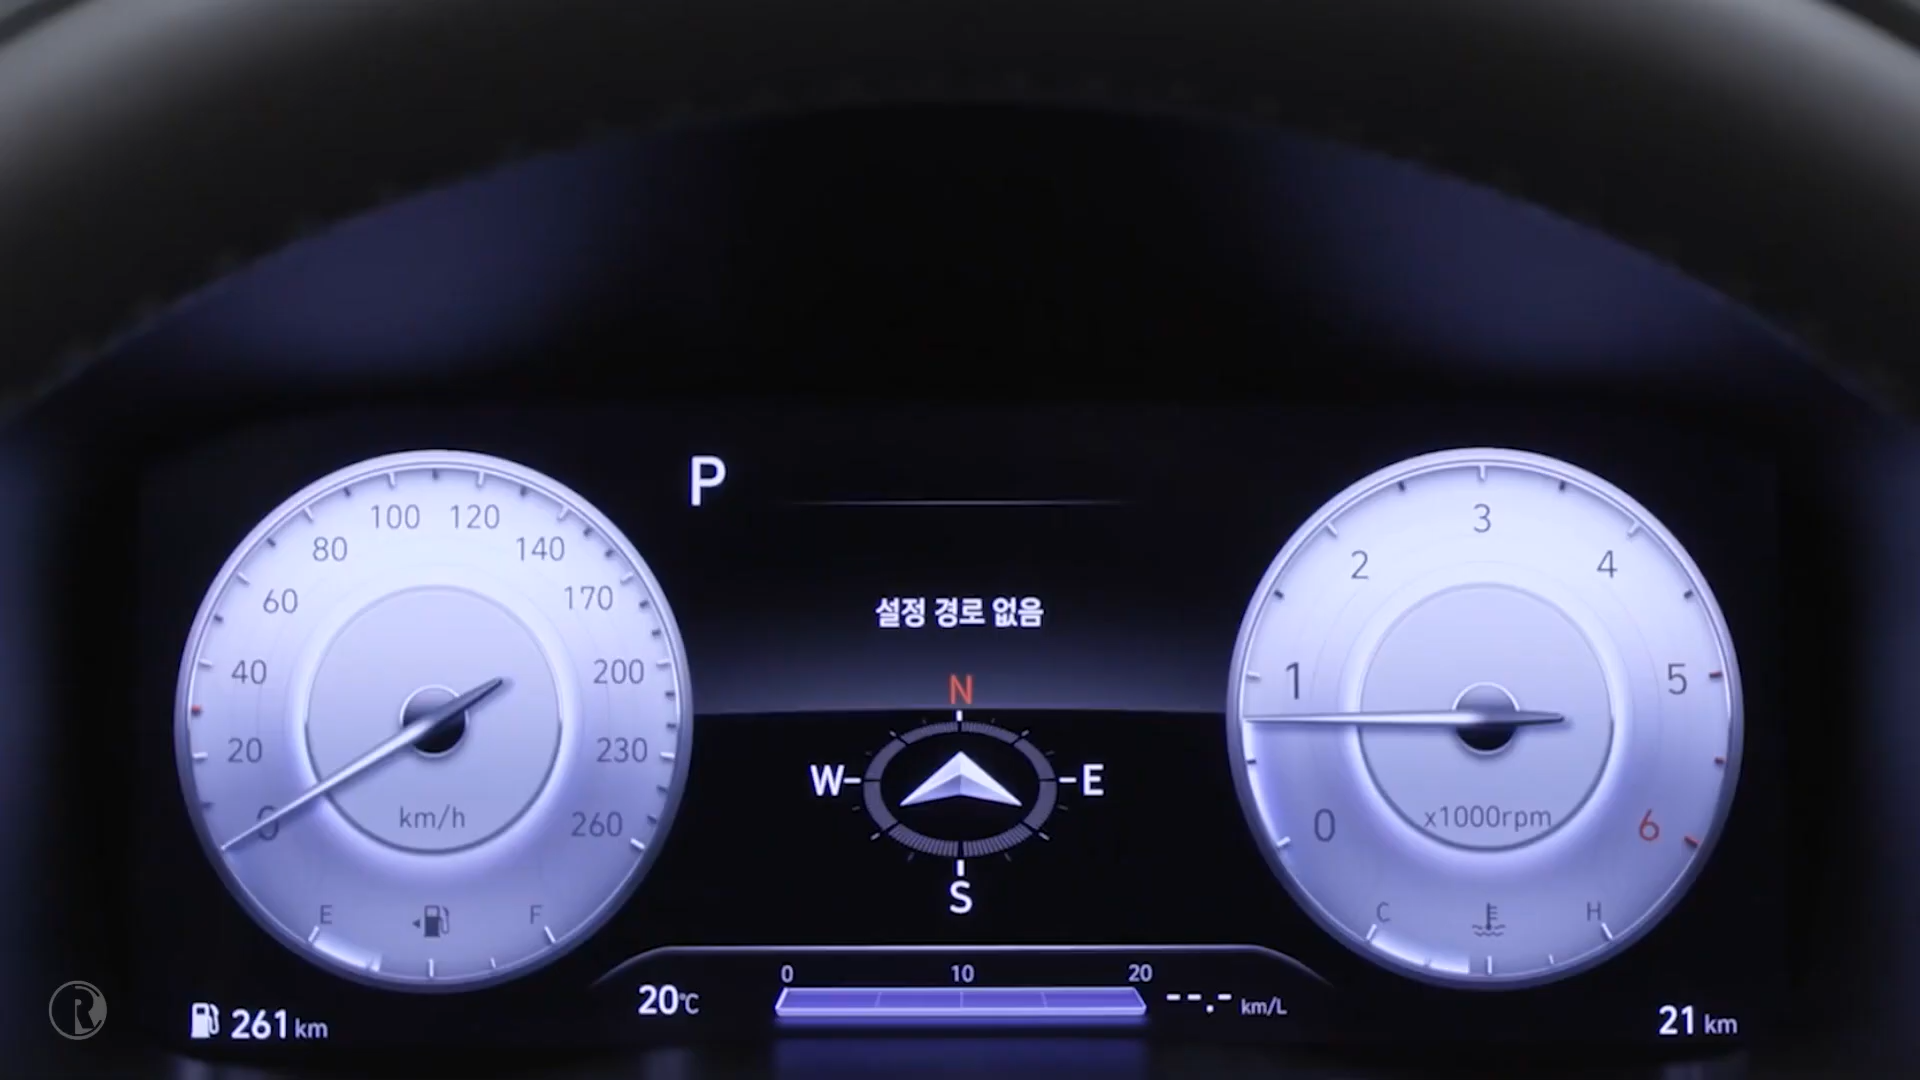 P
100 120
80 140
60 170
40 200
20 230
0 260
km/h
E F
261 km
설정 경로 없음
N
W E
S
0 10 20
20°C
--.- km/L
3
2 4
1 5
0 6
x1000rpm
C H
21 km
R